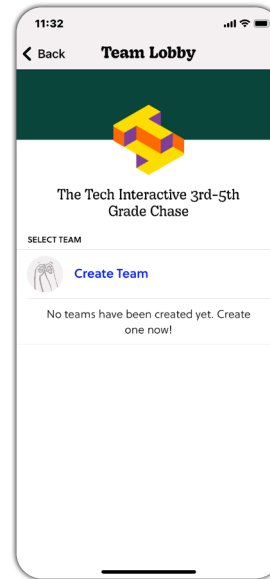 11:32
Back Team Lobby
The Tech Interactive 3rd-5th
Grade Chase
SELECT TEAM
Create Team
No teams have been created yet. Create
one now!